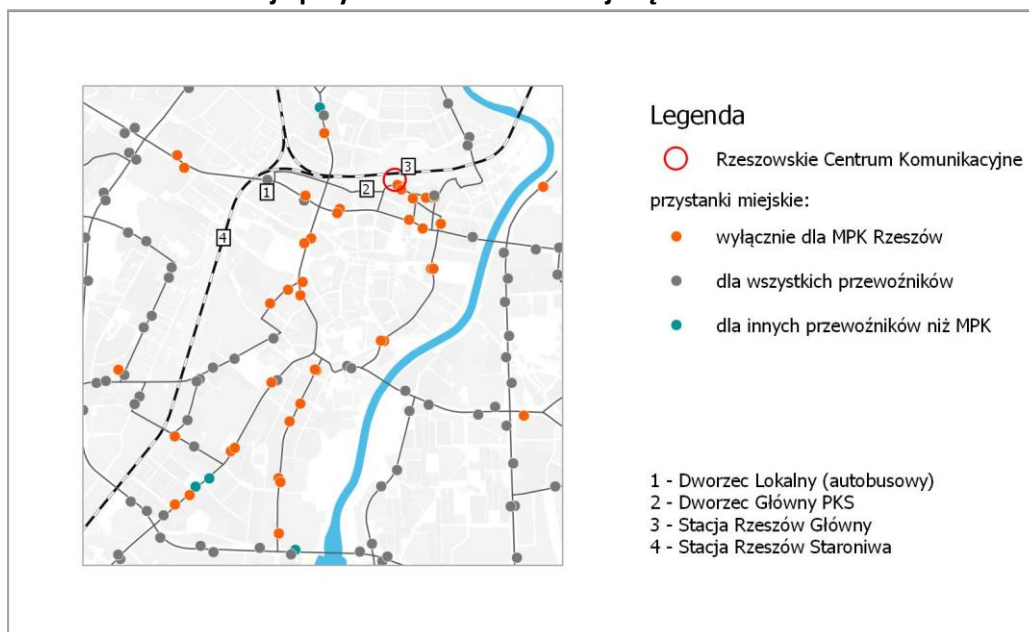 Legenda
Rzeszowskie Centrum Komunikacyjne
przystanki miejskie:
wyłącznie dla MPK Rzeszów
dla wszystkich przewoźników
dla innych przewoźników niż MPK
1 - Dworzec Lokalny (autobusowy)
2 - Dworzec Główny PKS
3 - Stacja Rzeszów Główny
4 - Stacja Rzeszów Staroniwa
3
2
1
4